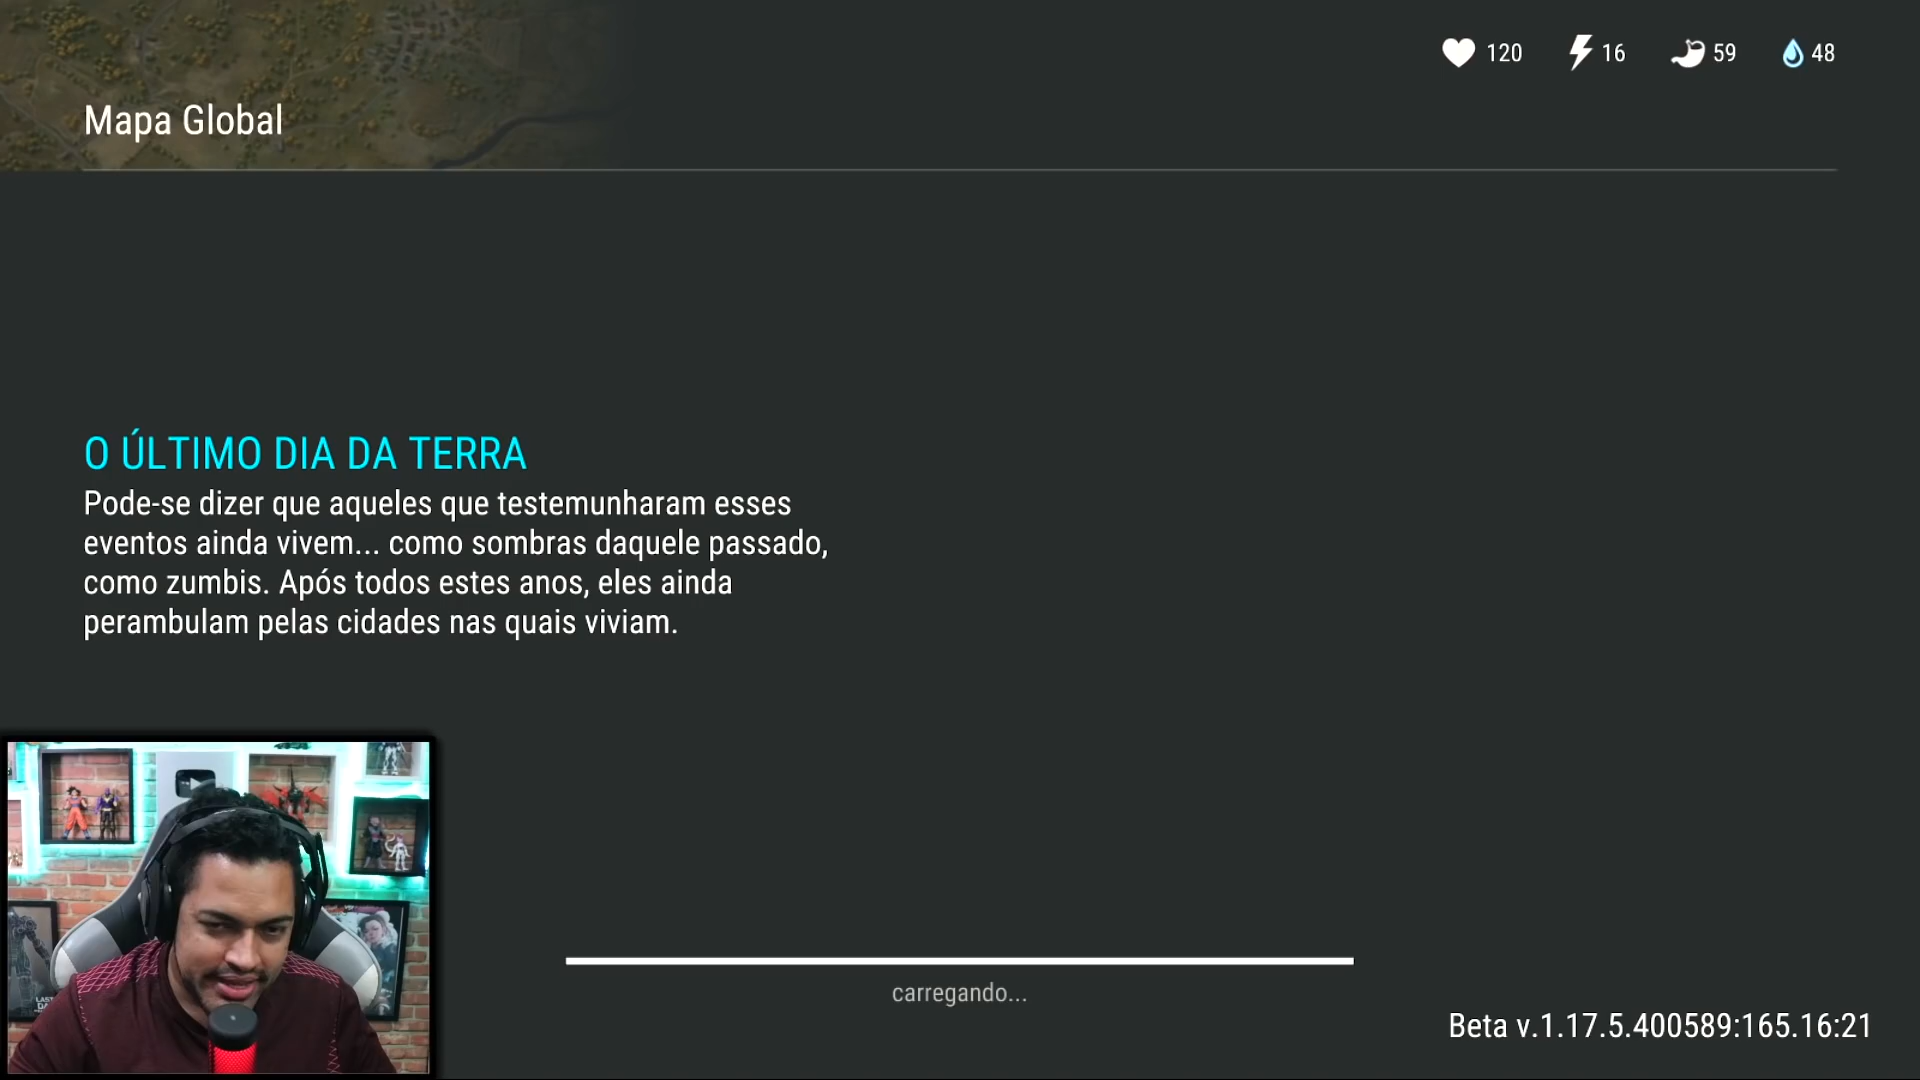 120 16 59 48
Mapa Global
O ÚLTIMO DIA DA TERRA
Pode-se dizer que aqueles que testemunharam esses
eventos ainda vivem... como sombras daquele passado,
como zumbis. Após todos estes anos, eles ainda
perambulam pelas cidades nas quais viviam.
carregando...
Beta v.1.17.5.400589:165.16:21